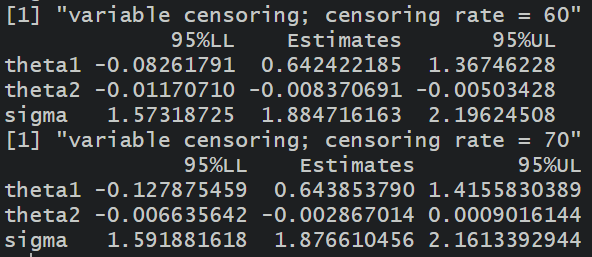 [1] "variable censoring; censoring rate = 60"
95%LL Estimates 95%UL
theta1 -0.08261791 0.642422185 1.36746228
theta2 -0.01170710 -0.008370691 -0.00503428
sigma 1.57318725 1.884716163 2.19624508
[1] "variable censoring; censoring rate = 70"
95%LL Estimates 95%UL
theta1 -0.127875459 0.643853790 1.4155830389
theta2 -0.006635642 -0.002867014 0.0009016144
sigma 1.591881618 1.876610456 2.1613392944